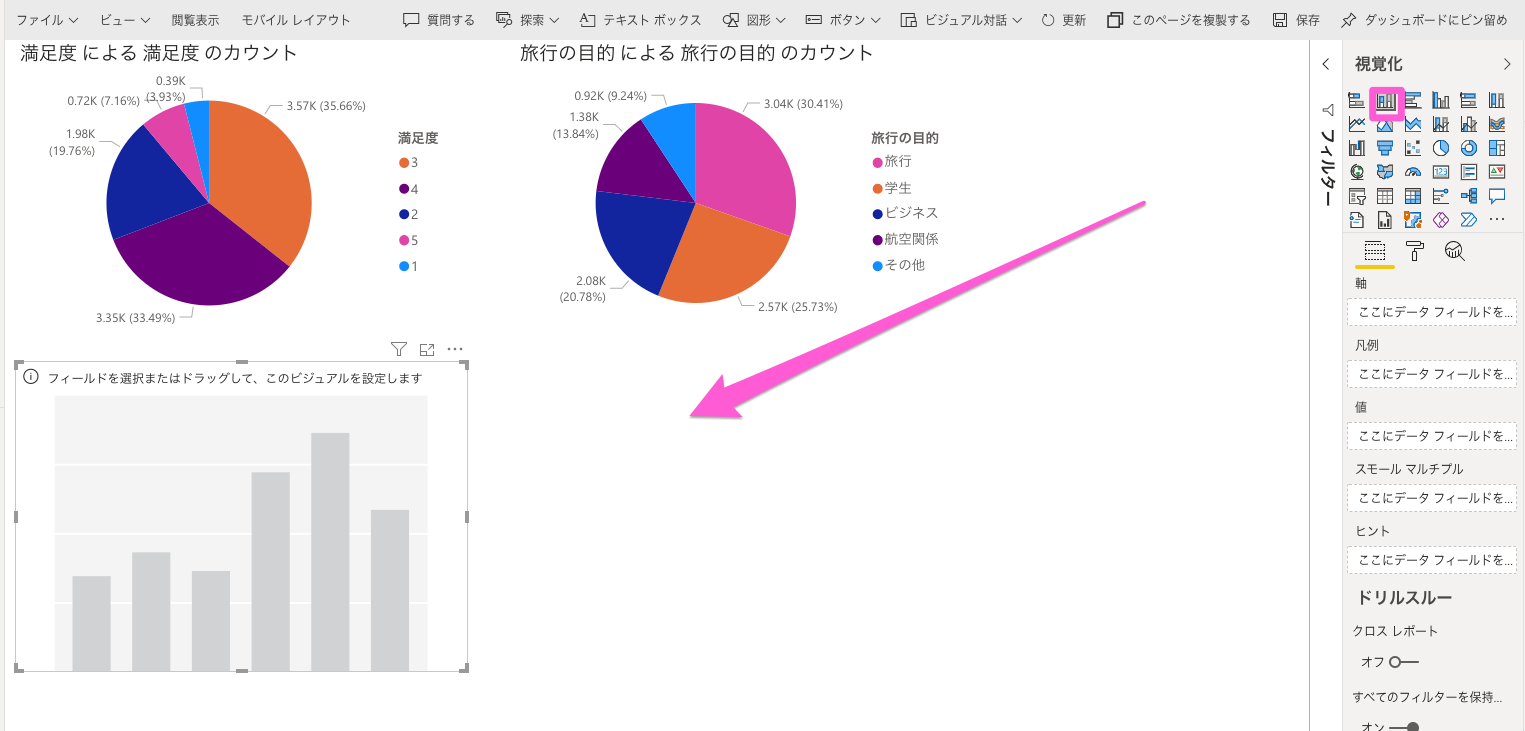 ファイル ビュー 閲覧表示 モバイル レイアウト 質問する 探索 テキスト ボックス 図形 ボタン ビジュアル対話 更新 このページを複製する 保存 ダッシュボードにピン留め
満足度 による 満足度 のカウント
0.39K
(3.93%)
0.72K (7.16%)
3.57K (35.66%)
1.98K
(19.76%)
3.35K (33.49%)
満足度
3
4
2
5
1
旅行の目的 による 旅行の目的 のカウント
0.92K (9.24%)
3.04K (30.41%)
1.38K
(13.84%)
2.08K
(20.78%)
2.57K (25.73%)
旅行の目的
旅行
学生
ビジネス
航空関係
その他
フィールドを選択またはドラッグして、このビジュアルを設定します
フィルター
視覚化
123
軸
ここにデータ フィールドを...
凡例
ここにデータ フィールドを...
値
ここにデータ フィールドを...
スモール マルチプル
ここにデータ フィールドを...
ヒント
ここにデータ フィールドを...
ドリルスルー
クロス レポート
オフ
すべてのフィルターを保持...
オン